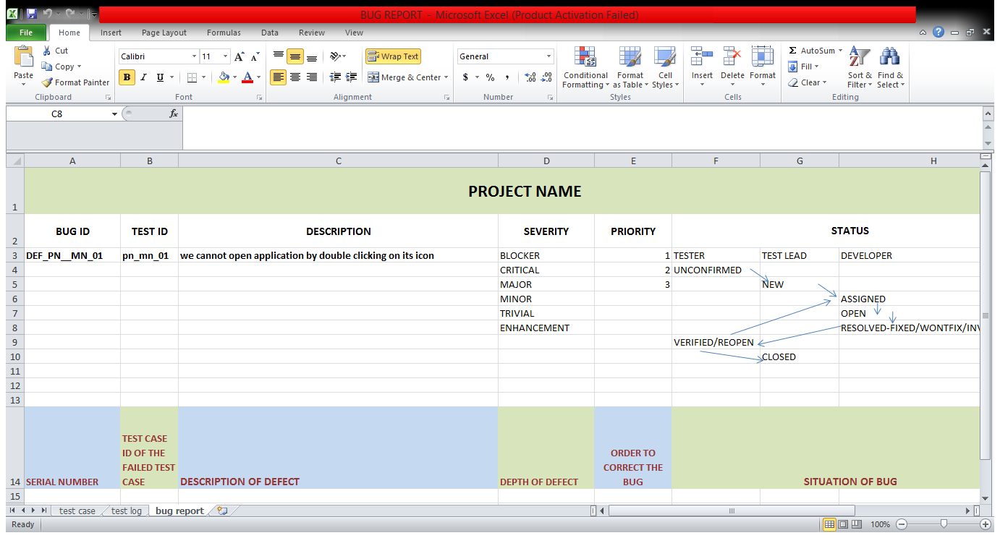 BUG REPORT - Microsoft Excel (Product Activation Failed)
File Home Insert Page Layout Formulas Data Review View
Paste Cut Copy Format Painter
Clipboard
Calibri 11 A A
B I U A
Font
Wrap Text
Merge & Center
Alignment
General
$ % , .00 .00
Number
Conditional Formatting Format as Table Cell Styles
Styles
Insert Delete Format
Cells
Σ AutoSum Fill Clear Sort & Filter Find & Select
Editing
C8 fx
A B C D E F G H
1 PROJECT NAME
2 BUG ID TEST ID DESCRIPTION SEVERITY PRIORITY STATUS
3 DEF_PN__MN_01 pn_mn_01 we cannot open application by double clicking on its icon BLOCKER 1 TESTER TEST LEAD DEVELOPER
4 CRITICAL 2 UNCONFIRMED
5 MAJOR 3 NEW
6 MINOR ASSIGNED
7 TRIVIAL OPEN
8 ENHANCEMENT RESOLVED-FIXED/WONTFIX/INV
9 VERIFIED/REOPEN
10 CLOSED
11
12
13
14 SERIAL NUMBER TEST CASE ID OF THE FAILED TEST CASE DESCRIPTION OF DEFECT DEPTH OF DEFECT ORDER TO CORRECT THE BUG SITUATION OF BUG
15
test case test log bug report
Ready 100%